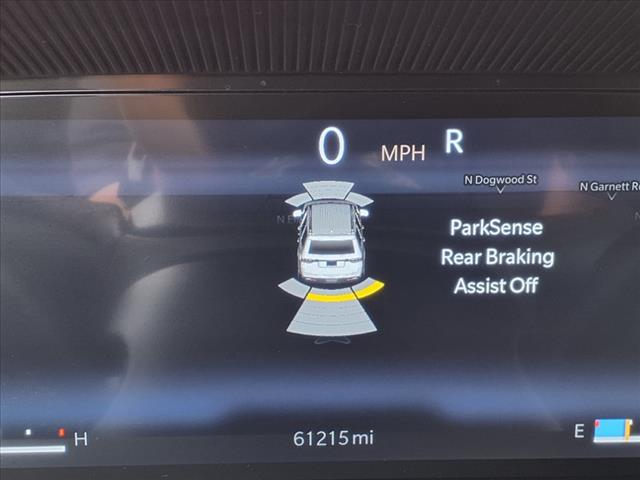 0 MPH R
N Dogwood St
N Garnett
ParkSense
Rear Braking
Assist Off
H
61215 mi
E